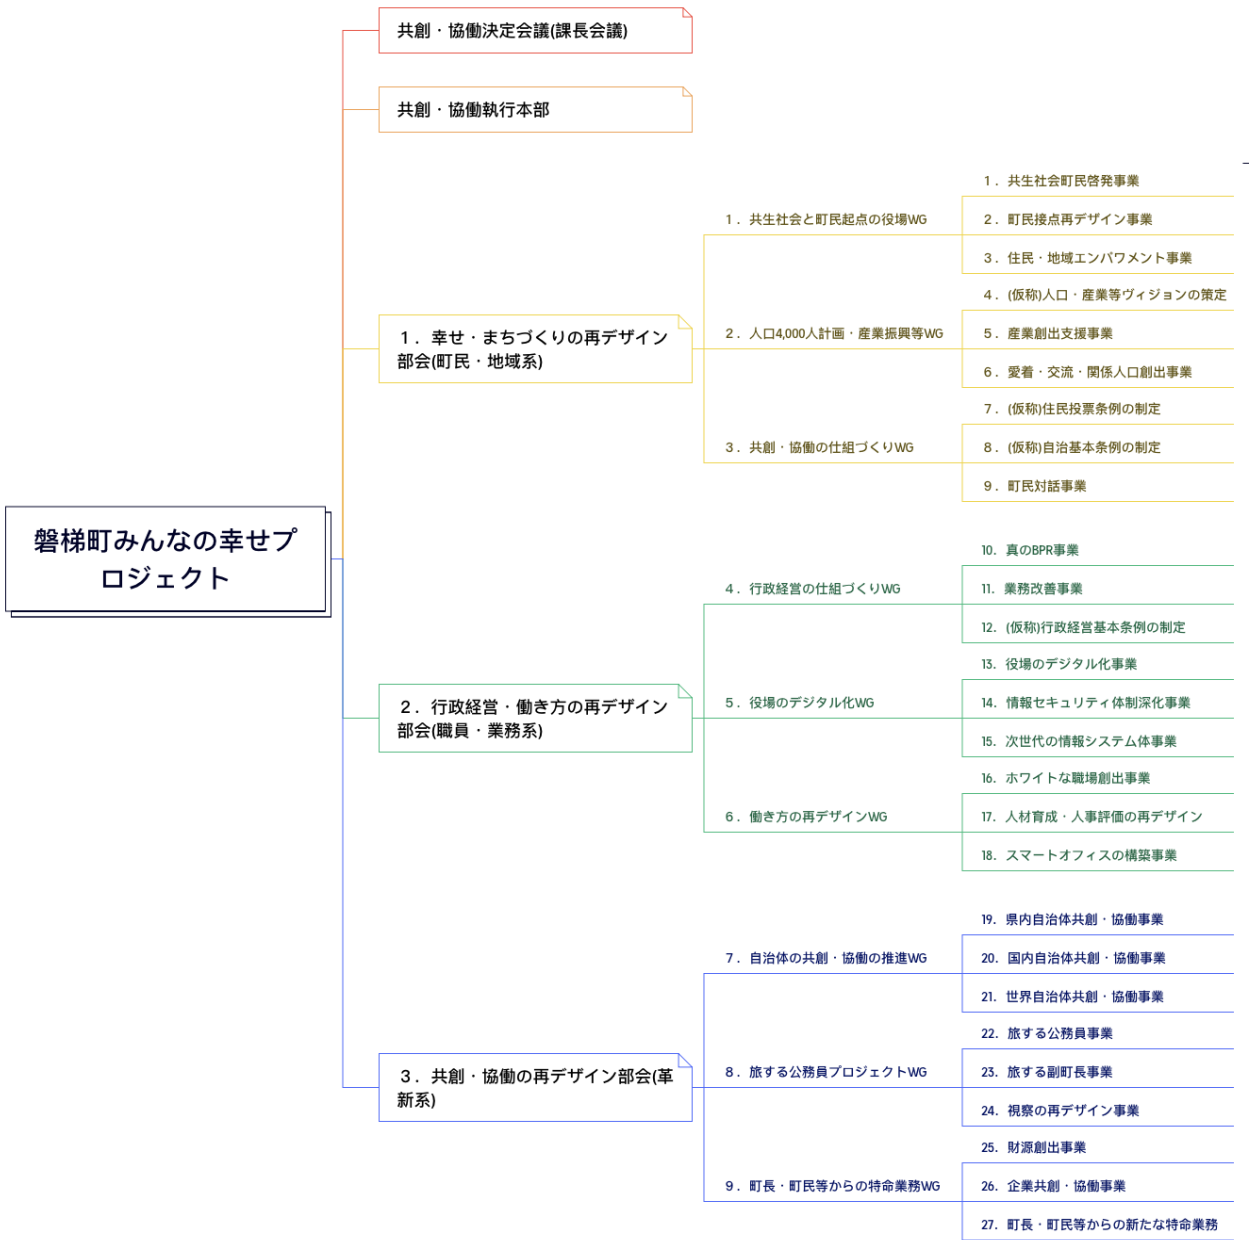 磐梯町みんなの幸せプ
ロジェクト
共創・協働決定会議(課長会議)
共創・協働執行本部
1．幸せ・まちづくりの再デザイン
部会(町民・地域系)
1．共生社会と町民起点の役場WG
1．共生社会町民啓発事業
2．町民接点再デザイン事業
3．住民・地域エンパワメント事業
2．人口4,000人計画・産業振興等WG
4．(仮称)人口・産業等ヴィジョンの策定
5．産業創出支援事業
6．愛着・交流・関係人口創出事業
3．共創・協働の仕組づくりWG
7．(仮称)住民投票条例の制定
8．(仮称)自治基本条例の制定
9．町民対話事業
2．行政経営・働き方の再デザイン
部会(職員・業務系)
4．行政経営の仕組づくりWG
10．真のBPR事業
11．業務改善事業
12．(仮称)行政経営基本条例の制定
5．役場のデジタル化WG
13．役場のデジタル化事業
14．情報セキュリティ体制深化事業
15．次世代の情報システム体事業
6．働き方の再デザインWG
16．ホワイトな職場創出事業
17．人材育成・人事評価の再デザイン
18．スマートオフィスの構築事業
3．共創・協働の再デザイン部会(革
新系)
7．自治体の共創・協働の推進WG
19．県内自治体共創・協働事業
20．国内自治体共創・協働事業
21．世界自治体共創・協働事業
8．旅する公務員プロジェクトWG
22．旅する公務員事業
23．旅する副町長事業
24．視察の再デザイン事業
9．町長・町民等からの特命業務WG
25．財源創出事業
26．企業共創・協働事業
27．町長・町民等からの新たな特命業務